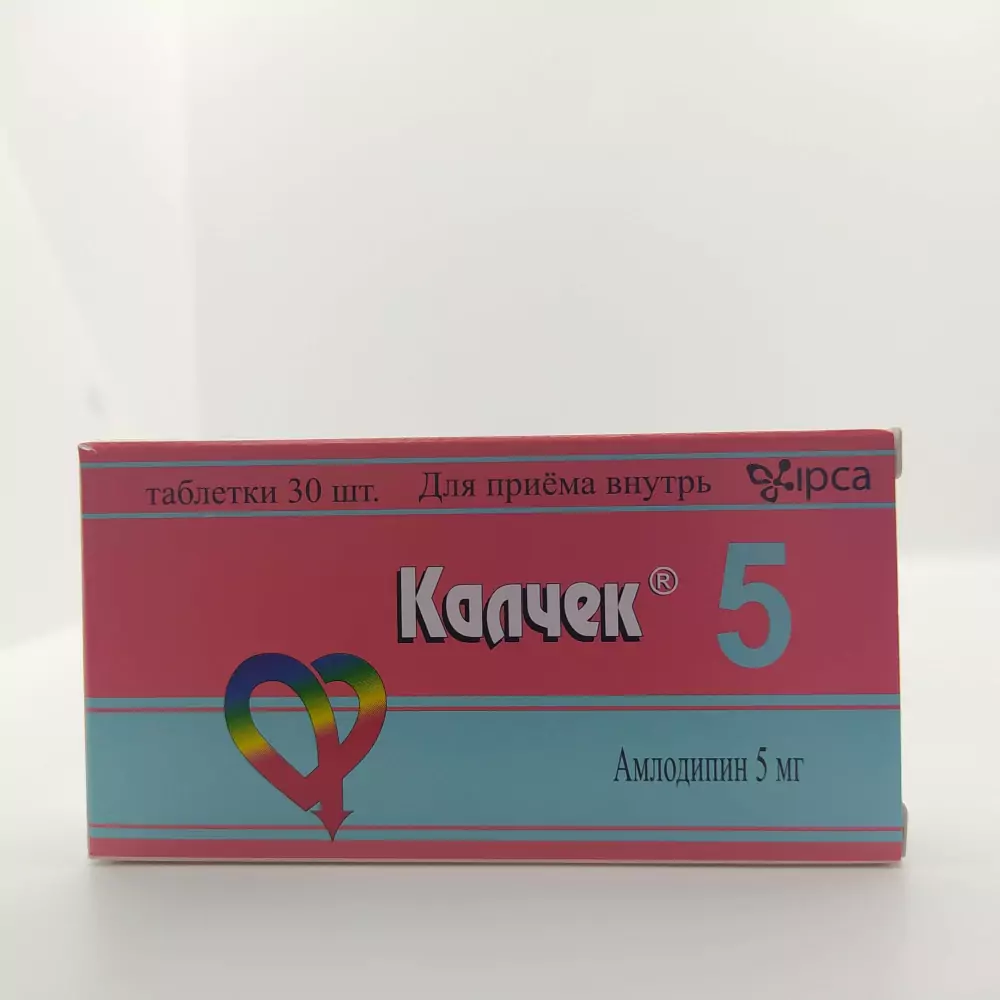 таблетки 30 шт. Для приёма внутрь ipca
Калчек® 5
Амлодипин 5 мг